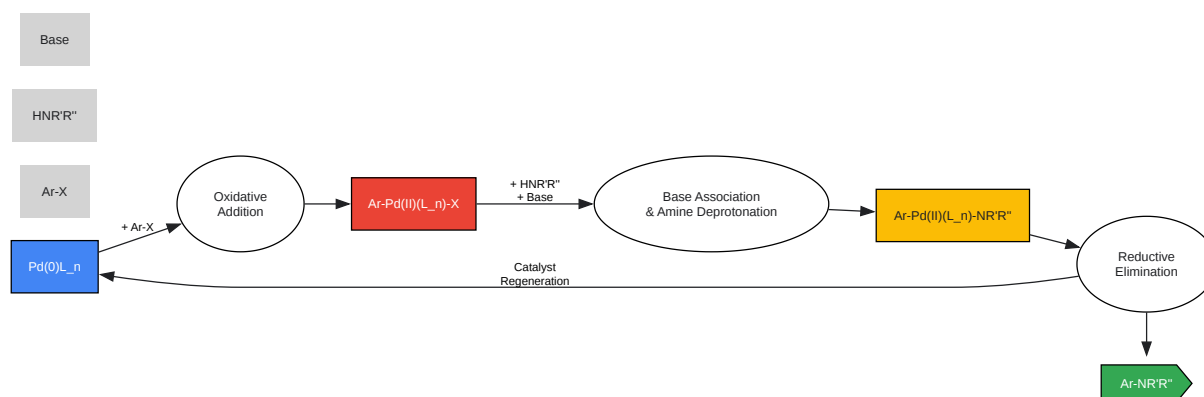 Base
HNR'R''
Ar-X
Pd(0)L_n
+ Ar-X
Oxidative
Addition
Ar-Pd(II)(L_n)-X
+ HNR'R''
+ Base
Base Association
& Amine Deprotonation
Ar-Pd(II)(L_n)-NR'R''
Reductive
Elimination
Catalyst
Regeneration
Ar-NR'R''